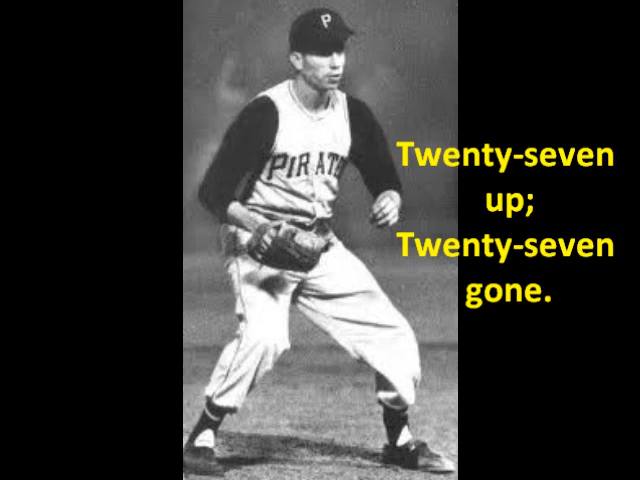 P
PIRATE
Twenty-seven
up;
Twenty-seven
gone.